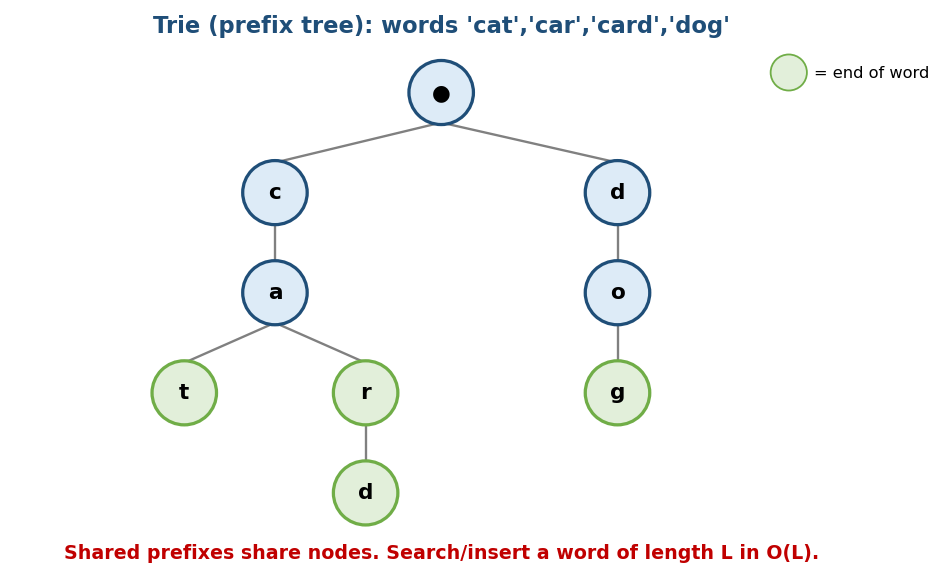 Trie (prefix tree): words 'cat','car','card','dog'
= end of word
●
c
d
a
o
t
r
g
d
Shared prefixes share nodes. Search/insert a word of length L in O(L).